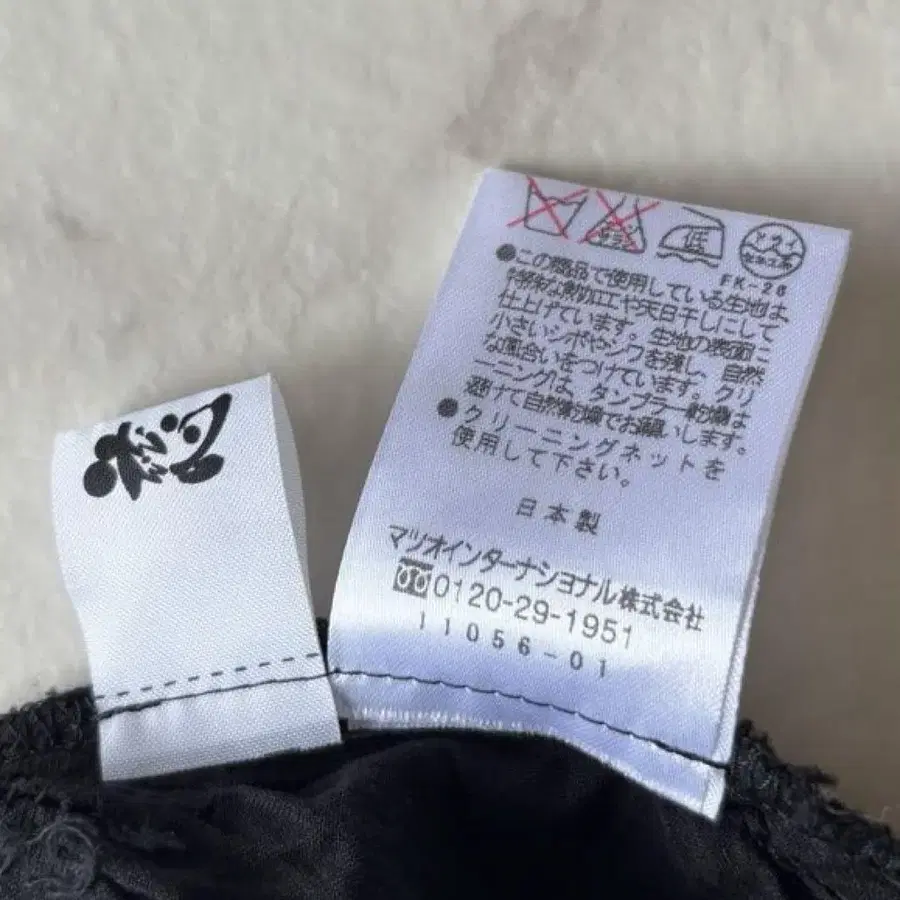 低
ドライ
FK-26
●この商品で使用している生地は
特殊な熱加工や天日干しにして
仕上げています。生地の表面に
小さいシボやシワを残し、自然
な風合いをつけています。クリ
ーニングは、タンブラー乾燥は
避けて自然乾燥でお願いします。
●クリーニングネットを
使用して下さい。
日本製
マツオインターナショナル株式会社
0120-29-1951
11056-01